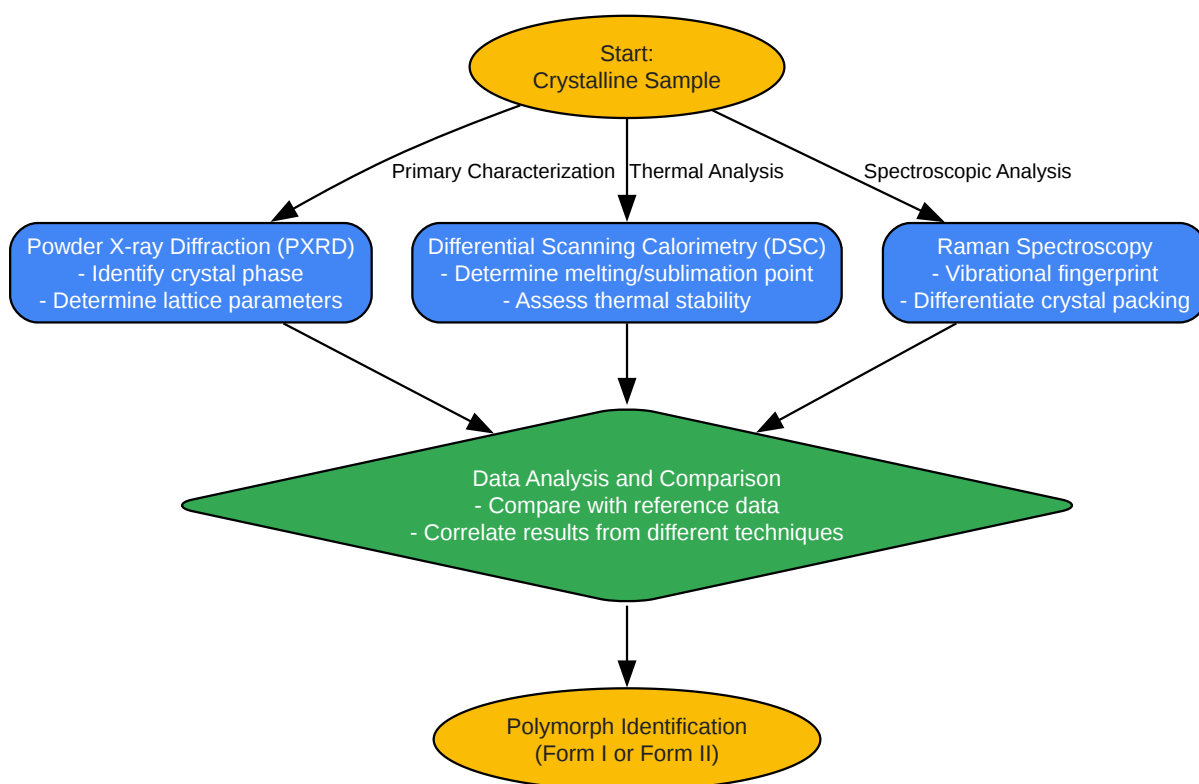 Start:
Crystalline Sample
Primary Characterization
Thermal Analysis
Spectroscopic Analysis
Powder X-ray Diffraction (PXRD)
- Identify crystal phase
- Determine lattice parameters
Differential Scanning Calorimetry (DSC)
- Determine melting/sublimation point
- Assess thermal stability
Raman Spectroscopy
- Vibrational fingerprint
- Differentiate crystal packing
Data Analysis and Comparison
- Compare with reference data
- Correlate results from different techniques
Polymorph Identification
(Form I or Form II)